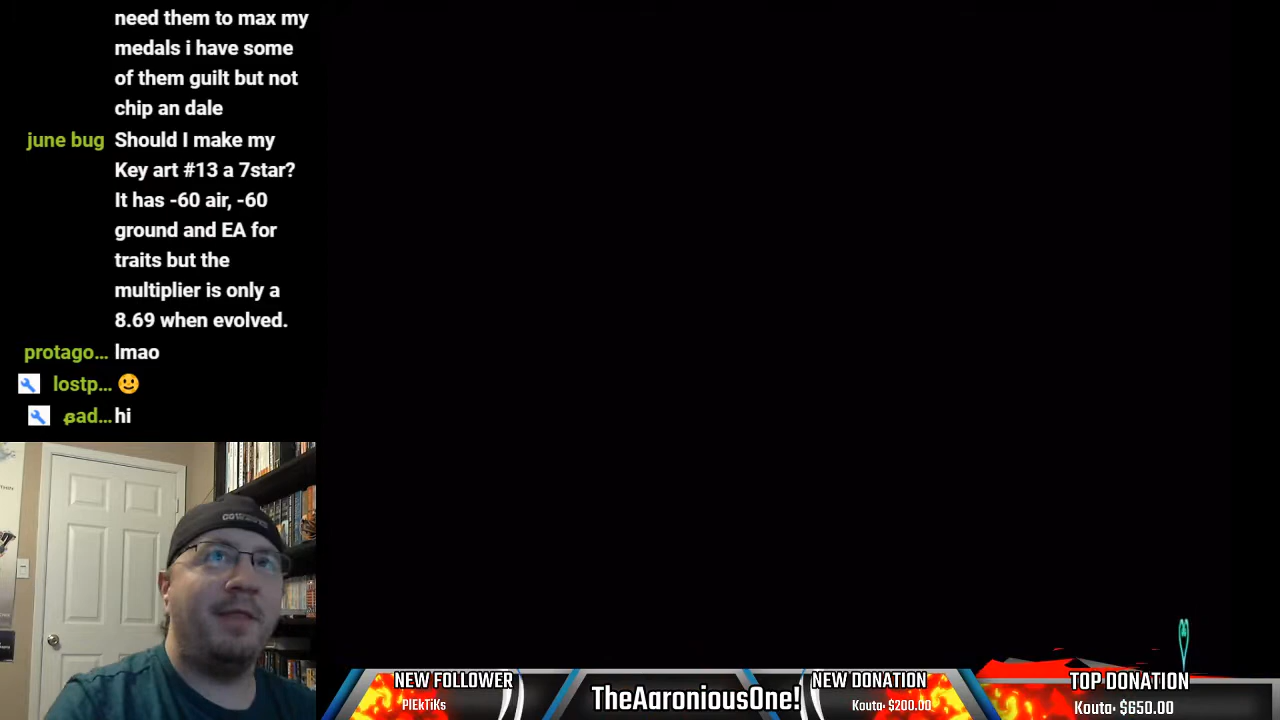 need them to max my
medals i have some
of them guilt but not
chip an dale
june bug Should I make my
Key art #13 a 7star?
It has -60 air, -60
ground and EA for
traits but the
multiplier is only a
8.69 when evolved.
protago... lmao
lostp...
hi
NEW FOLLOWER
PlEkTiKs
TheAaroniousOne!
NEW DONATION
Kauta: $200.00
TOP DONATION
Kauta: $650.00